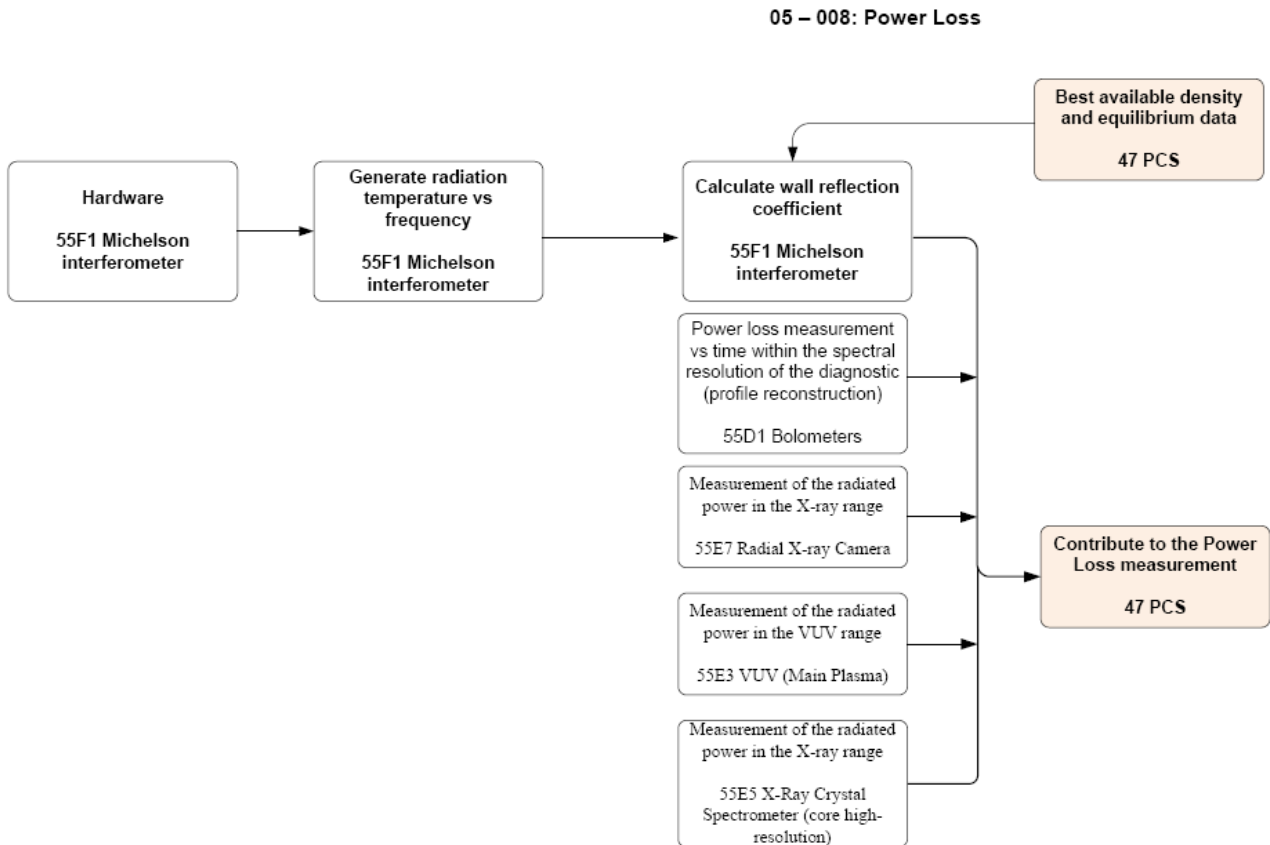 05 – 008: Power Loss
Best available density
and equilibrium data
47 PCS
Hardware
55F1 Michelson
interferometer
Generate radiation
temperature vs
frequency
55F1 Michelson
interferometer
Calculate wall reflection
coefficient
55F1 Michelson
interferometer
Power loss measurement
vs time within the spectral
resolution of the diagnostic
(profile reconstruction)
55D1 Bolometers
Measurement of the radiated
power in the X-ray range
55E7 Radial X-ray Camera
Contribute to the Power
Loss measurement
47 PCS
Measurement of the radiated
power in the VUV range
55E3 VUV (Main Plasma)
Measurement of the radiated
power in the X-ray range
55E5 X-Ray Crystal
Spectrometer (core high-
resolution)